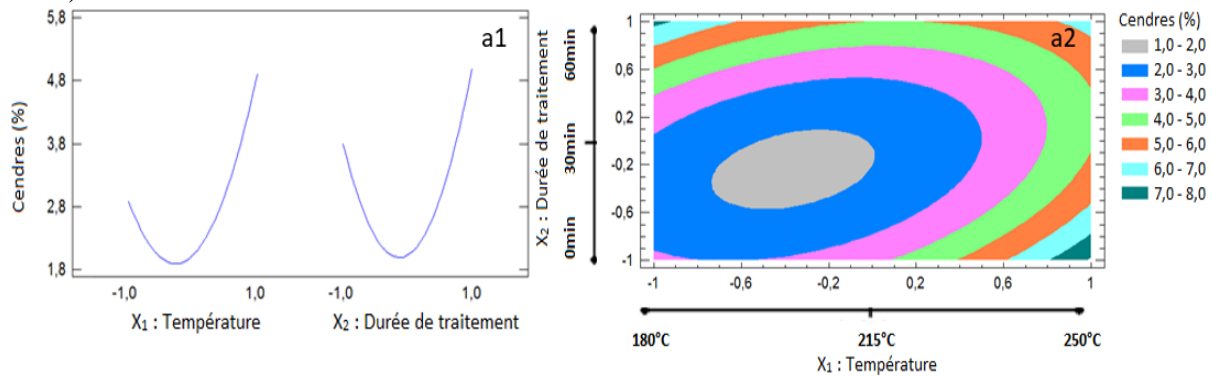 5,8
4,8
3,8
2,8
1,8
Cendres (%)
a1
-1,0
1,0
-1,0
1,0
X₁ : Température
X₂ : Durée de traitement
X₂ : Durée de traitement
60min
30min
0min
a2
1
0,6
0,2
-0,2
-0,6
-1
-1
-0,6
-0,2
0,2
0,6
1
180°C
215°C
250°C
X₁ : Température
Cendres (%)
1,0 - 2,0
2,0 - 3,0
3,0 - 4,0
4,0 - 5,0
5,0 - 6,0
6,0 - 7,0
7,0 - 8,0